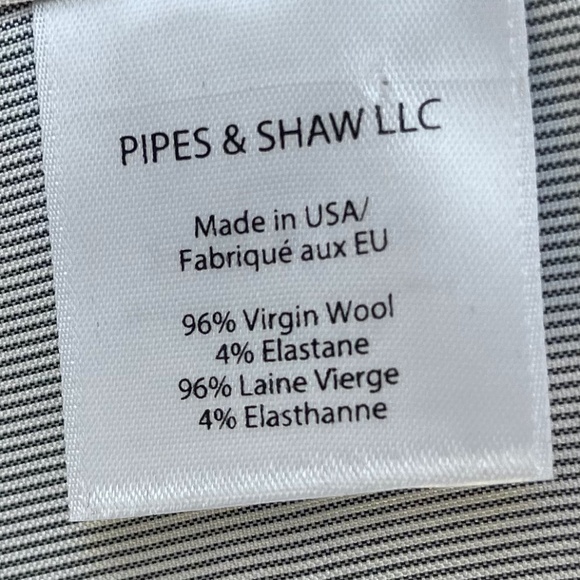 PIPES & SHAW LLC
Made in USA/
Fabriqué aux EU
96% Virgin Wool
4% Elastane
96% Laine Vierge
4% Elasthanne